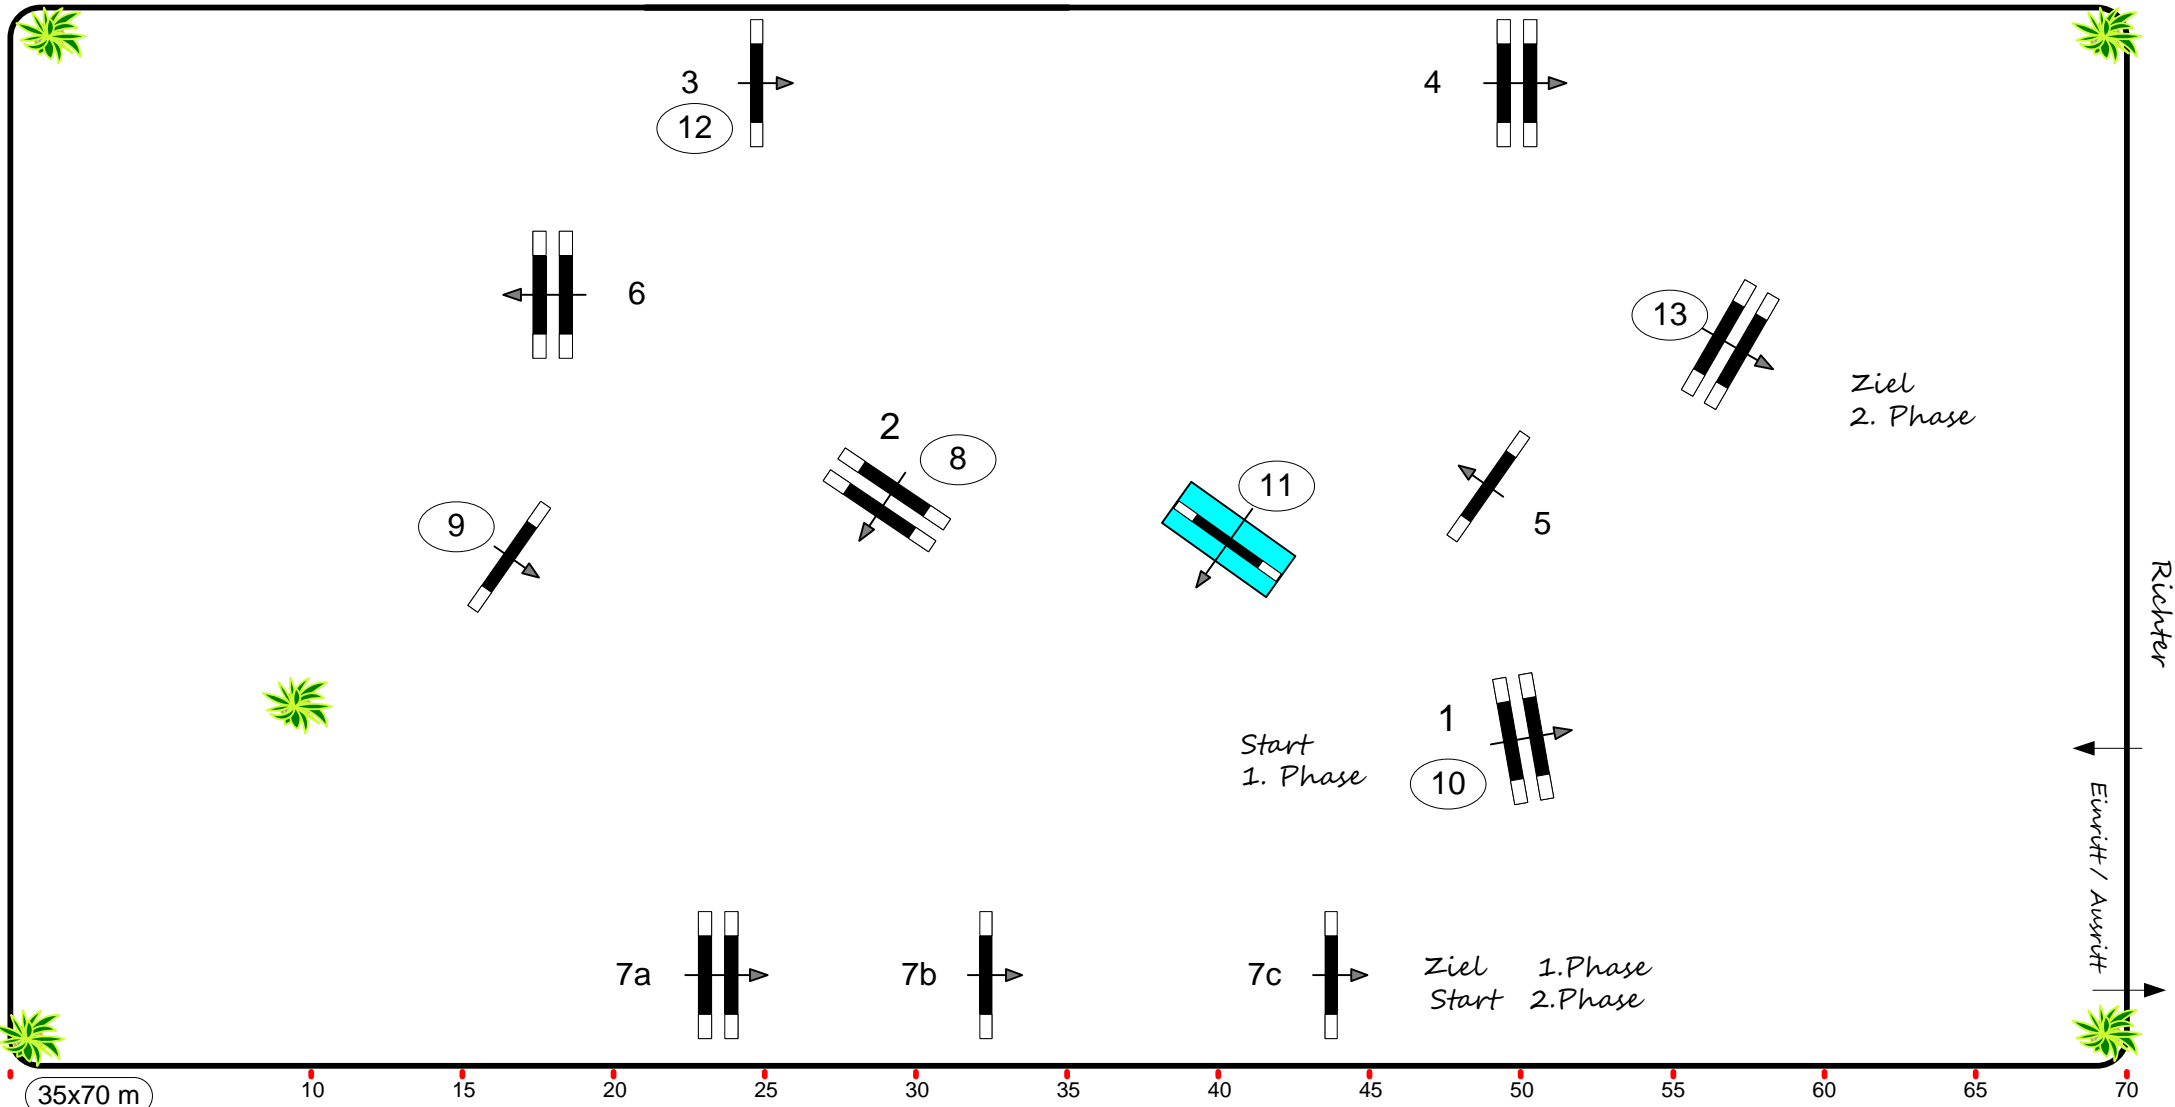 3
4
12
6
13
Ziel
2. Phase
2
8
11
9
5
Richter
1
Start
1. Phase
10
Einritt / Ausritt
7a
7b
7c
Ziel 1.Phase
Start 2.Phase
35x70 m
10 15 20 25 30 35 40 45 50 55 60 65 70